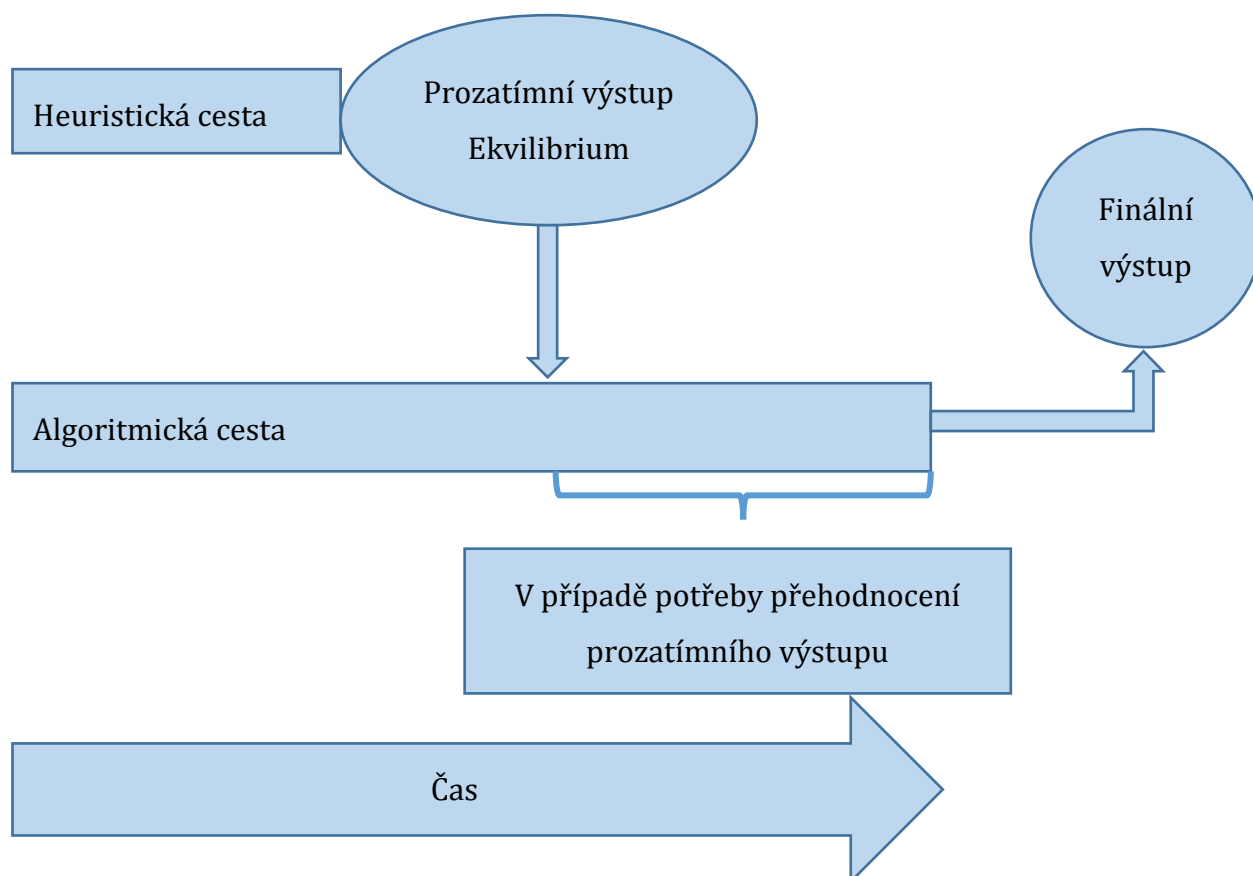 Heuristická cesta
Prozatímní výstup
Ekvilibrium
Finální
výstup
Algoritmická cesta
V případě potřeby přehodnocení
prozatímního výstupu
Čas